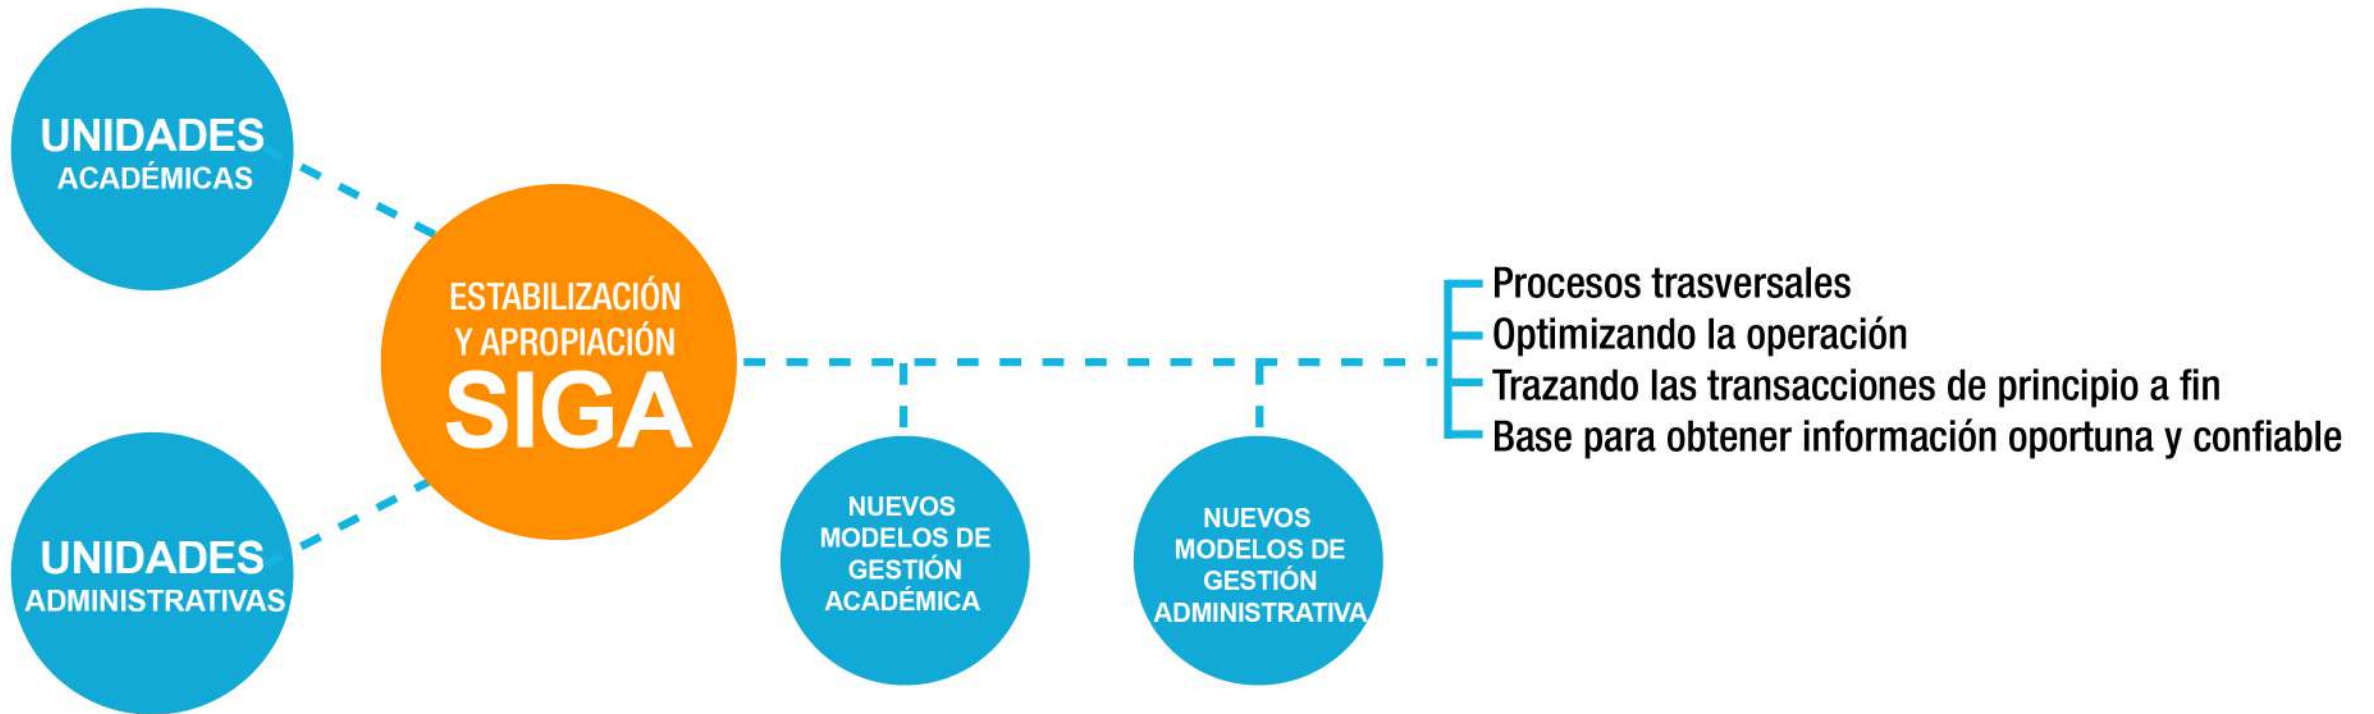 UNIDADES
ACADÉMICAS
UNIDADES
ADMINISTRATIVAS
ESTABILIZACIÓN
Y APROPIACIÓN
SIGA
NUEVOS
MODELOS DE
GESTIÓN
ACADÉMICA
NUEVOS
MODELOS DE
GESTIÓN
ADMINISTRATIVA
Procesos trasversales
Optimizando la operación
Trazando las transacciones de principio a fin
Base para obtener información oportuna y confiable